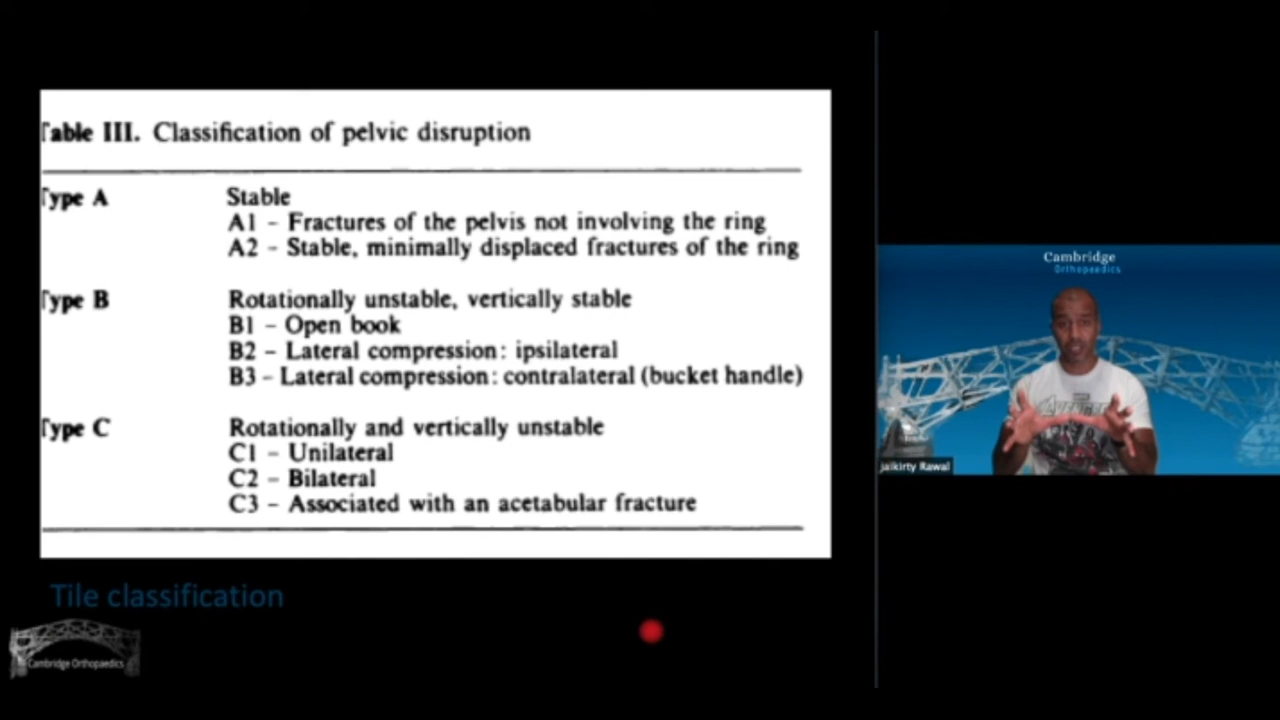 Table III. Classification of pelvic disruption
Type A Stable
A1 - Fractures of the pelvis not involving the ring
A2 - Stable, minimally displaced fractures of the ring
Type B Rotationally unstable, vertically stable
B1 - Open book
B2 - Lateral compression: ipsilateral
B3 - Lateral compression: contralateral (bucket handle)
Type C Rotationally and vertically unstable
C1 - Unilateral
C2 - Bilateral
C3 - Associated with an acetabular fracture
Tile classification
Cambridge Orthopaedics
Cambridge
Orthopaedics
Jaikirty Rawal